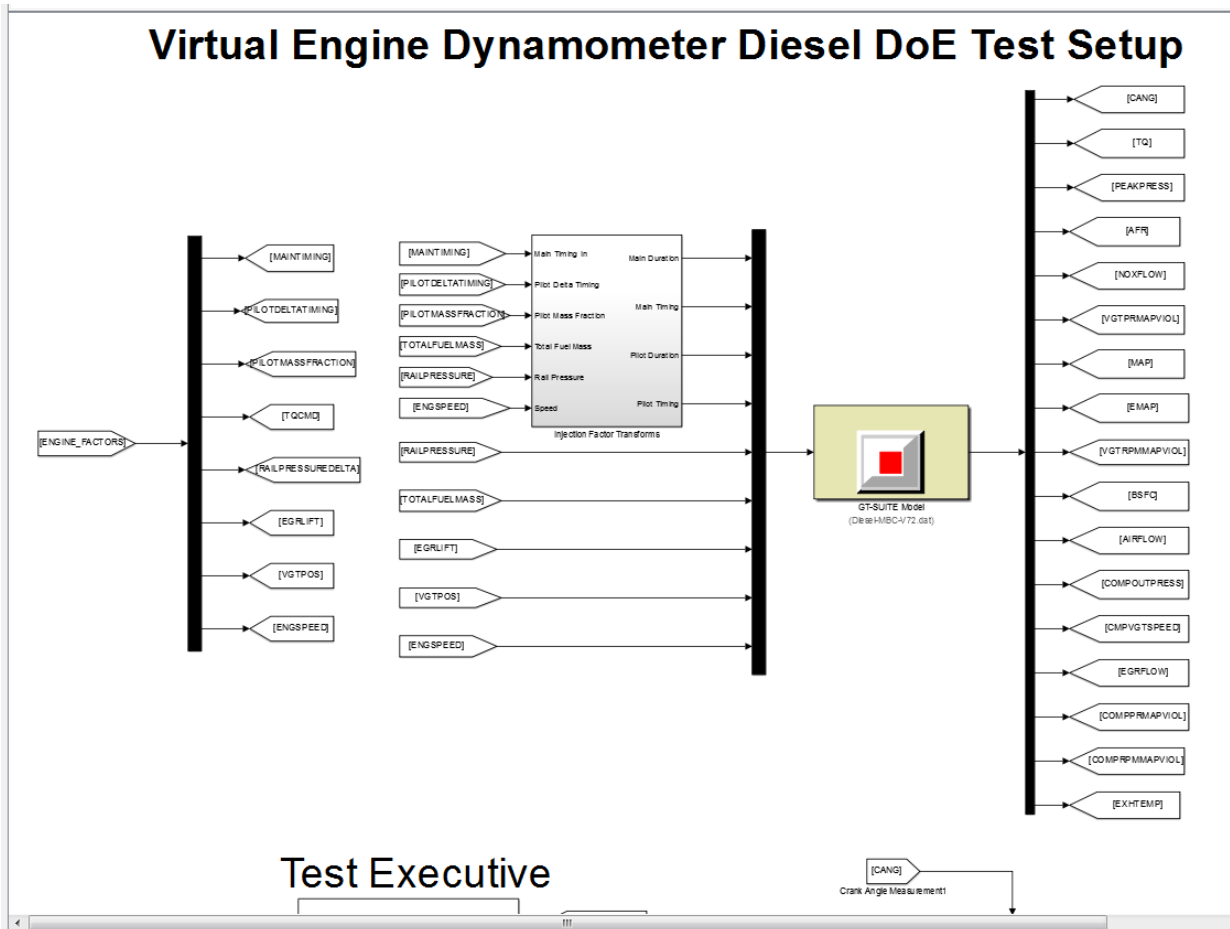 Virtual Engine Dynamometer Diesel DoE Test Setup
[ENGINE_FACTORS]
[MAINTIMING]
[PILOTDELTATIMING]
[PILOTMASSFRACTION]
[TQCMD]
[RAILPRESSUREDELTA]
[EGRLIFT]
[VGTPOS]
[ENGSPEED]
[MAINTIMING]
[PILOTDELTATIMING]
[PILOTMASSFRACTION]
[TOTALFUELMASS]
[RAILPRESSURE]
[ENGSPEED]
[RAILPRESSURE]
[TOTALFUELMASS]
[EGRLIFT]
[VGTPOS]
[ENGSPEED]
Main Timing In
Pilot Delta Timing
Pilot Mass Fraction
Total Fuel Mass
Rail Pressure
Speed
Main Duration
Main Timing
Pilot Duration
Pilot Timing
Injection Factor Transforms
GT-SUITE Model
(Diesel-MBC-V72.dat)
[CANG]
[TQ]
[PEAKPRESS]
[AFR]
[NOXFLOW]
[VGTPRMAPVIOL]
[MAP]
[EMAP]
[VGTRPMMAPVIOL]
[BSFC]
[AIRFLOW]
[COMPOUTPRESS]
[CMPVGTSPEED]
[EGRFLOW]
[COMPPRMAPVIOL]
[COMPRPMMAPVIOL]
[EXHTEMP]
Test Executive
[CANG]
Crank Angle Measurement1